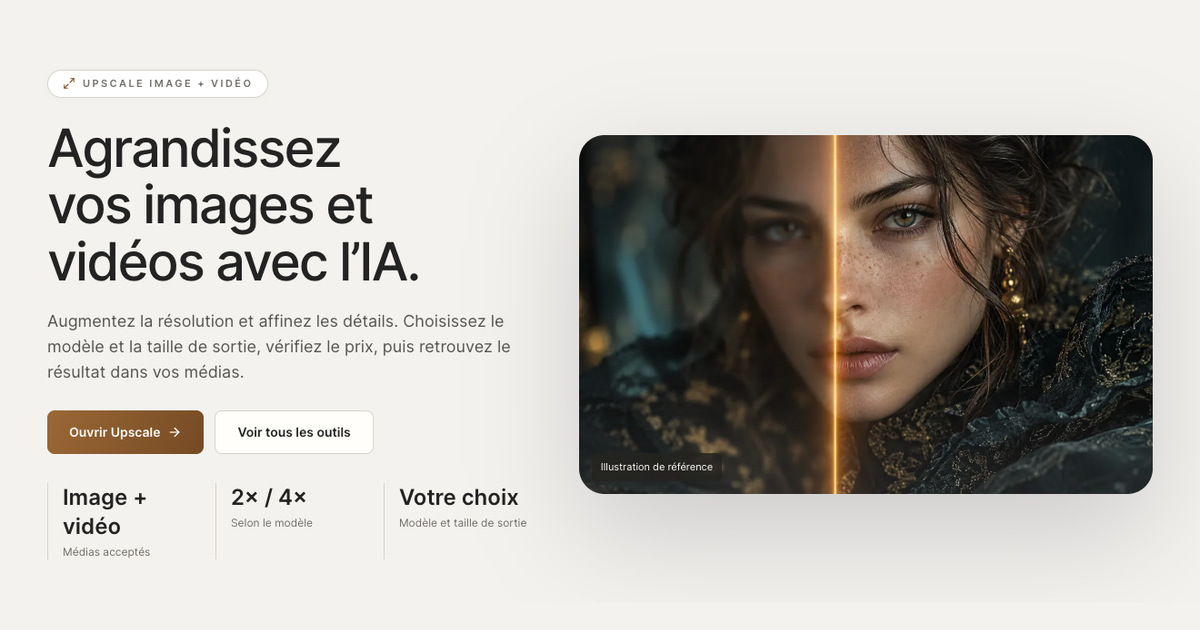 UPSCALE IMAGE + VIDÉO
Agrandissez
vos images et
vidéos avec l’IA.
Augmentez la résolution et affinez les détails. Choisissez le
modèle et la taille de sortie, vérifiez le prix, puis retrouvez le
résultat dans vos médias.
Ouvrir Upscale →
Voir tous les outils
Image +
vidéo
Médias acceptés
2× / 4×
Selon le modèle
Votre choix
Modèle et taille de sortie
Illustration de référence